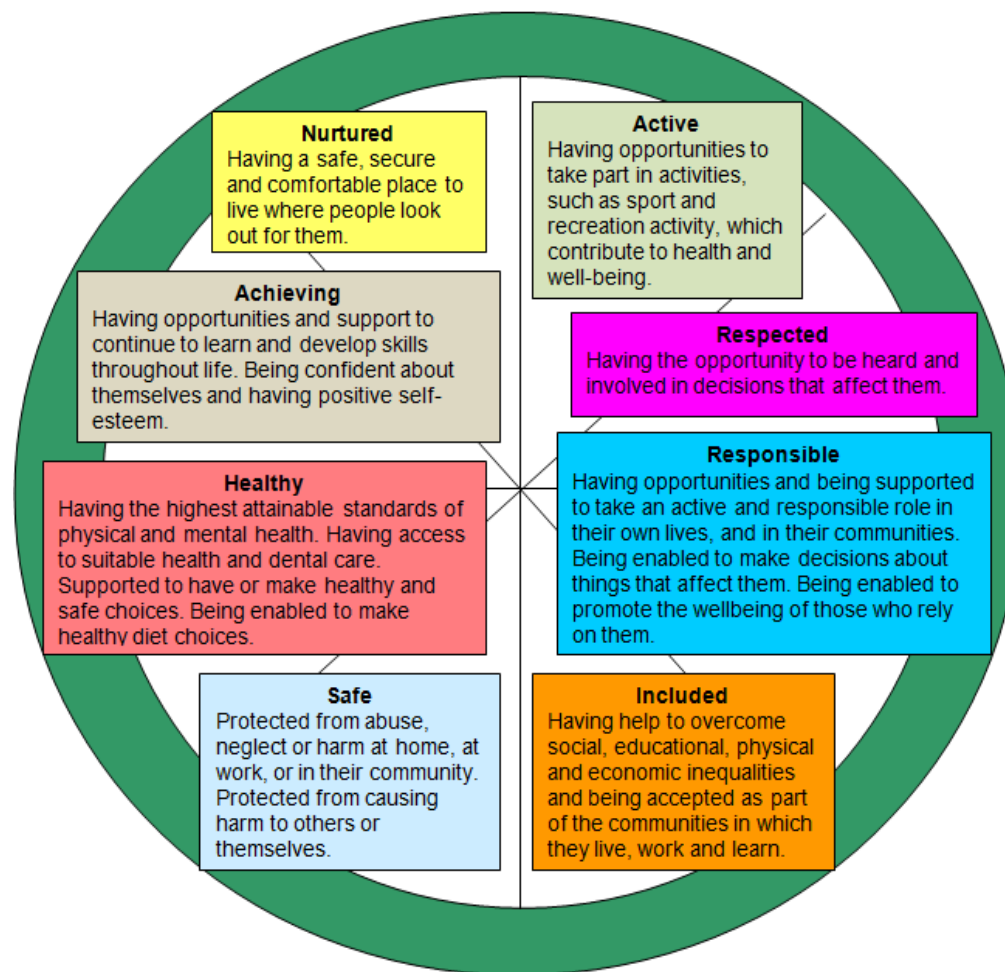 Nurtured
Having a safe, secure
and comfortable place to
live where people look
out for them.
Active
Having opportunities to
take part in activities,
such as sport and
recreation activity, which
contribute to health and
well-being.
Achieving
Having opportunities and support to
continue to learn and develop skills
throughout life. Being confident about
themselves and having positive self-
esteem.
Respected
Having the opportunity to be heard and
involved in decisions that affect them.
Healthy
Having the highest attainable standards of
physical and mental health. Having access
to suitable health and dental care.
Supported to have or make healthy and
safe choices. Being enabled to make
healthy diet choices.
Responsible
Having opportunities and being supported
to take an active and responsible role in
their own lives, and in their communities.
Being enabled to make decisions about
things that affect them. Being enabled to
promote the wellbeing of those who rely
on them.
Safe
Protected from abuse,
neglect or harm at home, at
work, or in their community.
Protected from causing
harm to others or
themselves.
Included
Having help to overcome
social, educational, physical
and economic inequalities
and being accepted as part
of the communities in which
they live, work and learn.